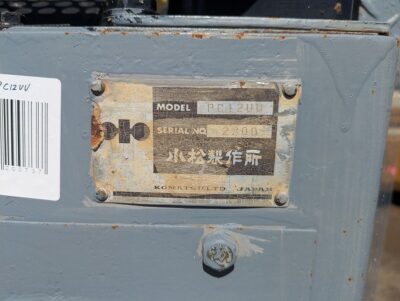 PC12UU
MODEL PC12UU
SERIAL NO. 2200
小松製作所
KOMATSU LTD. JAPAN